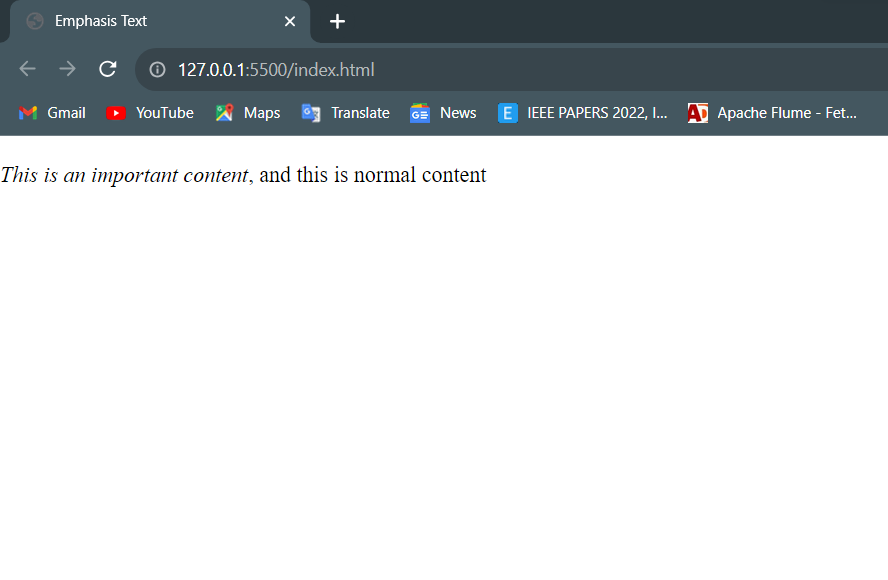 Emphasis Text
127.0.0.1:5500/index.html
Gmail YouTube Maps Translate News IEEE PAPERS 2022, I... Apache Flume - Fet...
This is an important content, and this is normal content